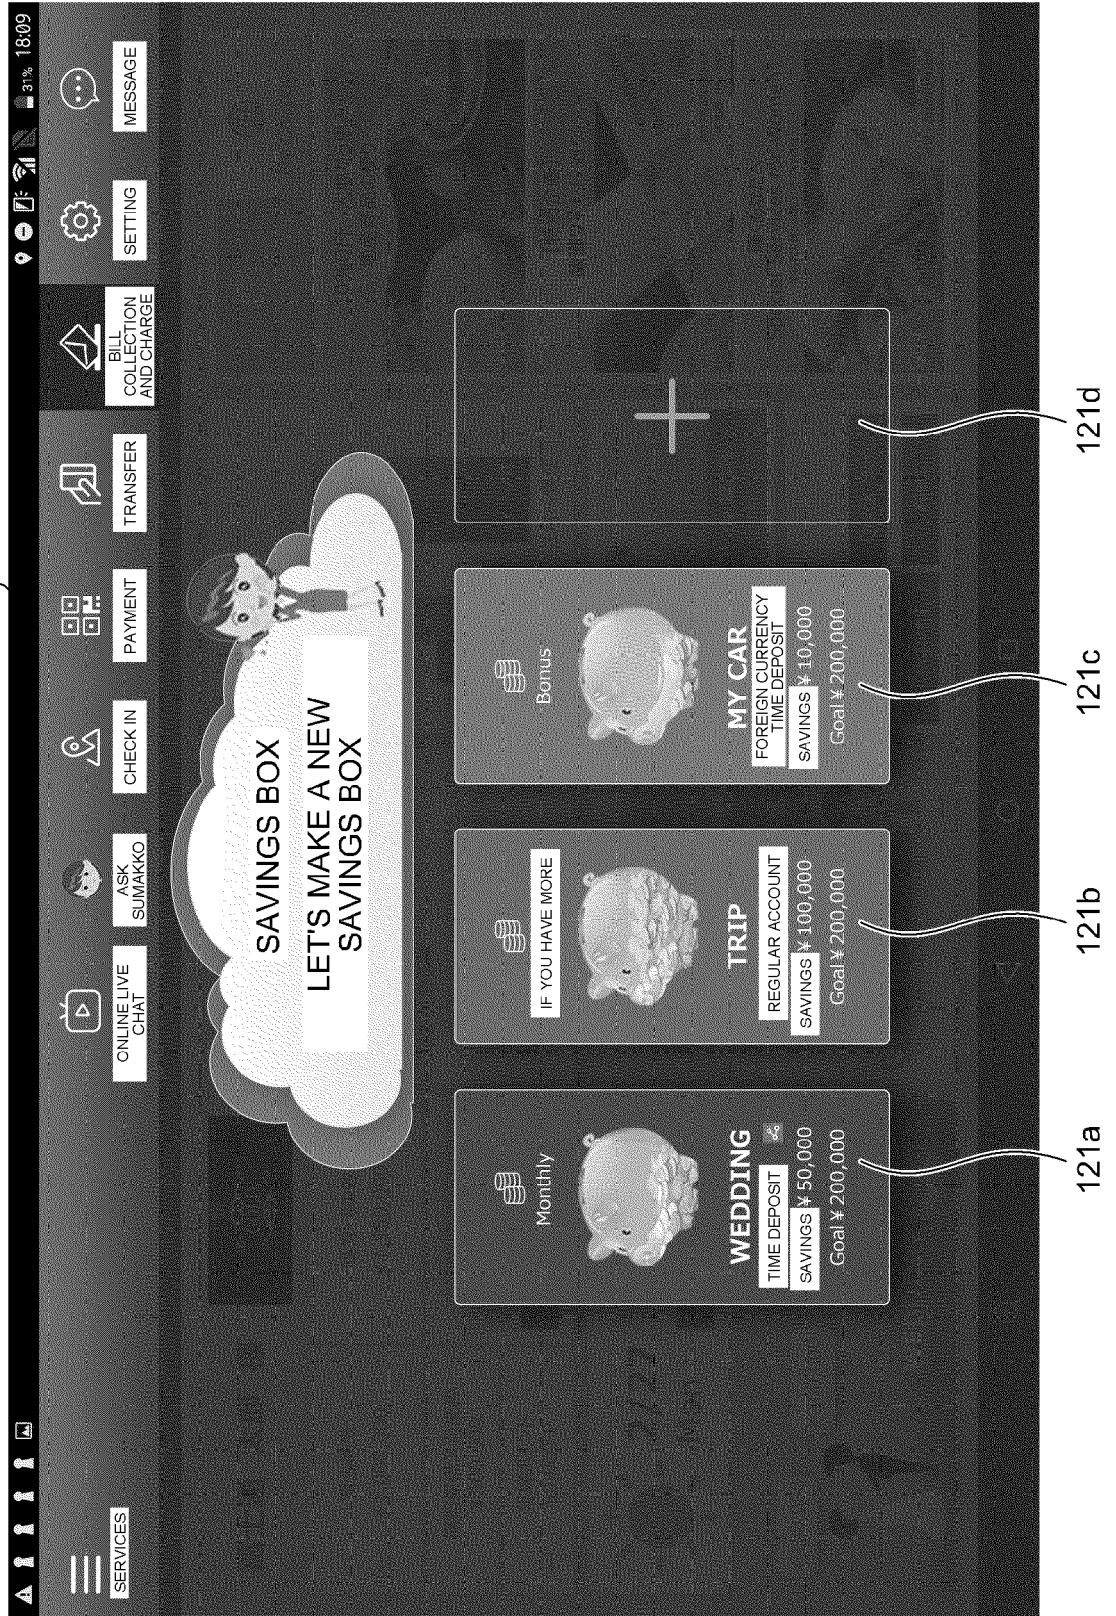 31% 18:09
SERVICES
ONLINE LIVE
CHAT
ASK
SUMAKKO
CHECK IN
PAYMENT
TRANSFER
BILL
COLLECTION
AND CHARGE
SETTING
MESSAGE
SAVINGS BOX
LET'S MAKE A NEW
SAVINGS BOX
Monthly
WEDDING
TIME DEPOSIT
SAVINGS ¥ 50,000
Goal ¥ 200,000
IF YOU HAVE MORE
TRIP
REGULAR ACCOUNT
SAVINGS ¥ 100,000
Goal ¥ 200,000
Bonus
MY CAR
FOREIGN CURRENCY
TIME DEPOSIT
SAVINGS ¥ 10,000
Goal ¥ 200,000
121a
121b
121c
121d